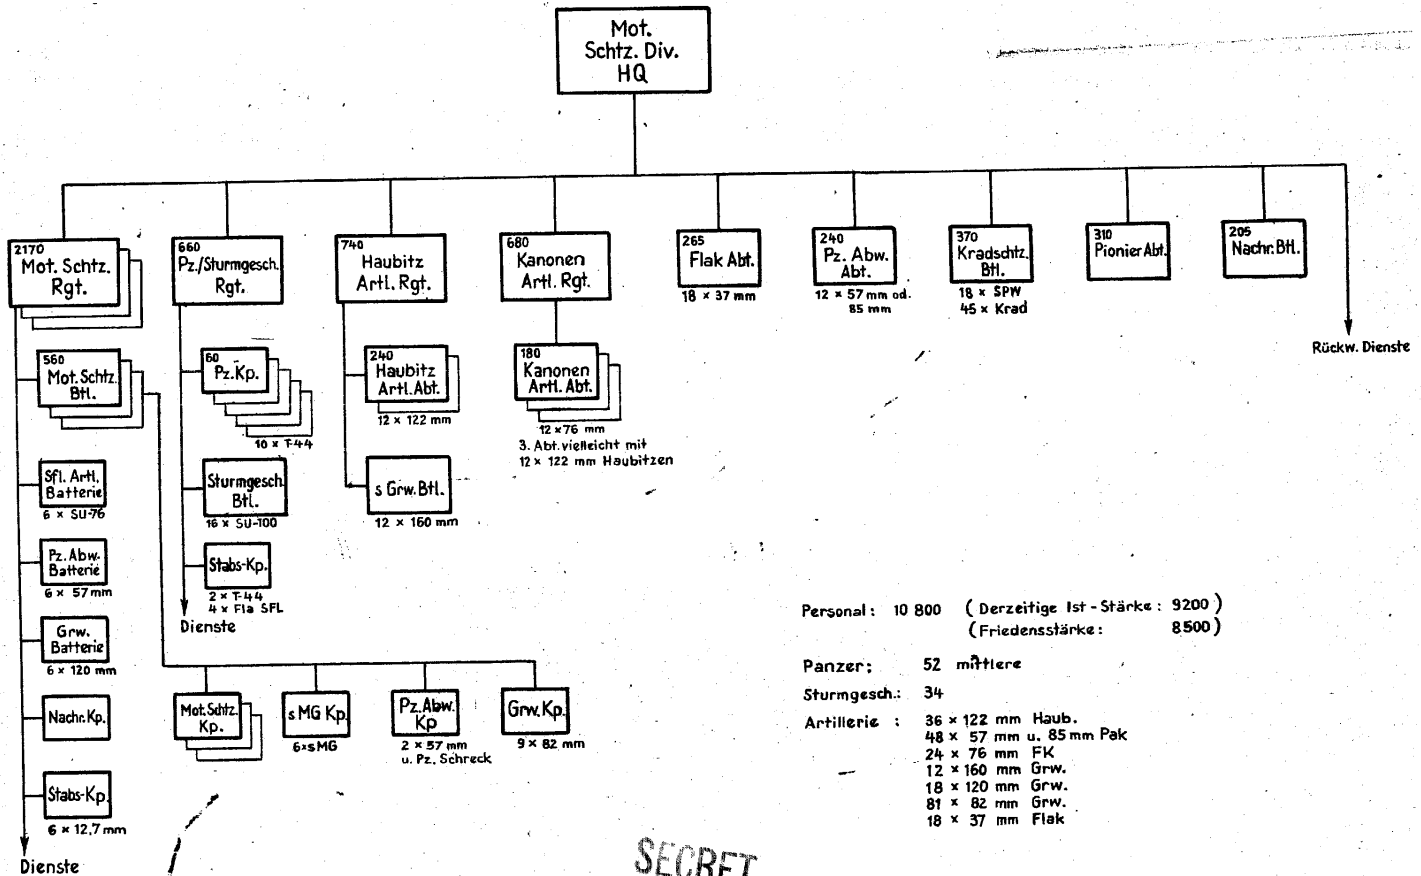 Mot.
Schtz. Div.
HQ
2170
Mot. Schtz.
Rgt.
660
Pz./Sturmgesch.
Rgt.
740
Haubitz
Artl. Rgt.
680
Kanonen
Artl. Rgt.
265
Flak Abt.
18 × 37 mm
240
Pz. Abw.
Abt.
12 × 57 mm od.
85 mm
370
Kradschtz.
Btl.
18 × SPW
45 × Krad
310
Pionier Abt.
205
Nachr. Btl.
Rückw. Dienste
560
Mot. Schtz.
Btl.
60
Pz. Kp.
10 × T-44
240
Haubitz
Artl. Abt.
12 × 122 mm
180
Kanonen
Artl. Abt.
12 × 76 mm
3. Abt. vielleicht mit
12 × 122 mm Haubitzen
Sfl. Artl.
Batterie
6 × SU-76
Sturmgesch.
Btl.
16 × SU-100
s Grw. Btl.
12 × 160 mm
Pz. Abw.
Batterie
6 × 57 mm
Stabs-Kp.
2 × T-44
4 × Fla SFL
Dienste
Grw.
Batterie
6 × 120 mm
Nachr. Kp.
Stabs-Kp.
6 × 12,7 mm
Dienste
Mot. Schtz.
Kp.
s MG Kp.
6×s MG
Pz. Abw.
Kp
2 × 57 mm
u. Pz. Schreck
Grw. Kp.
9 × 82 mm
Personal : 10 800 ( Derzeitige Ist - Stärke : 9200 )
( Friedensstärke : 8500 )
Panzer : 52 mittlere
Sturmgesch.: 34
Artillerie : 36 × 122 mm Haub.
48 × 57 mm u. 85 mm Pak
24 × 76 mm FK
12 × 160 mm Grw.
18 × 120 mm Grw.
81 × 82 mm Grw.
18 × 37 mm Flak
SECRET